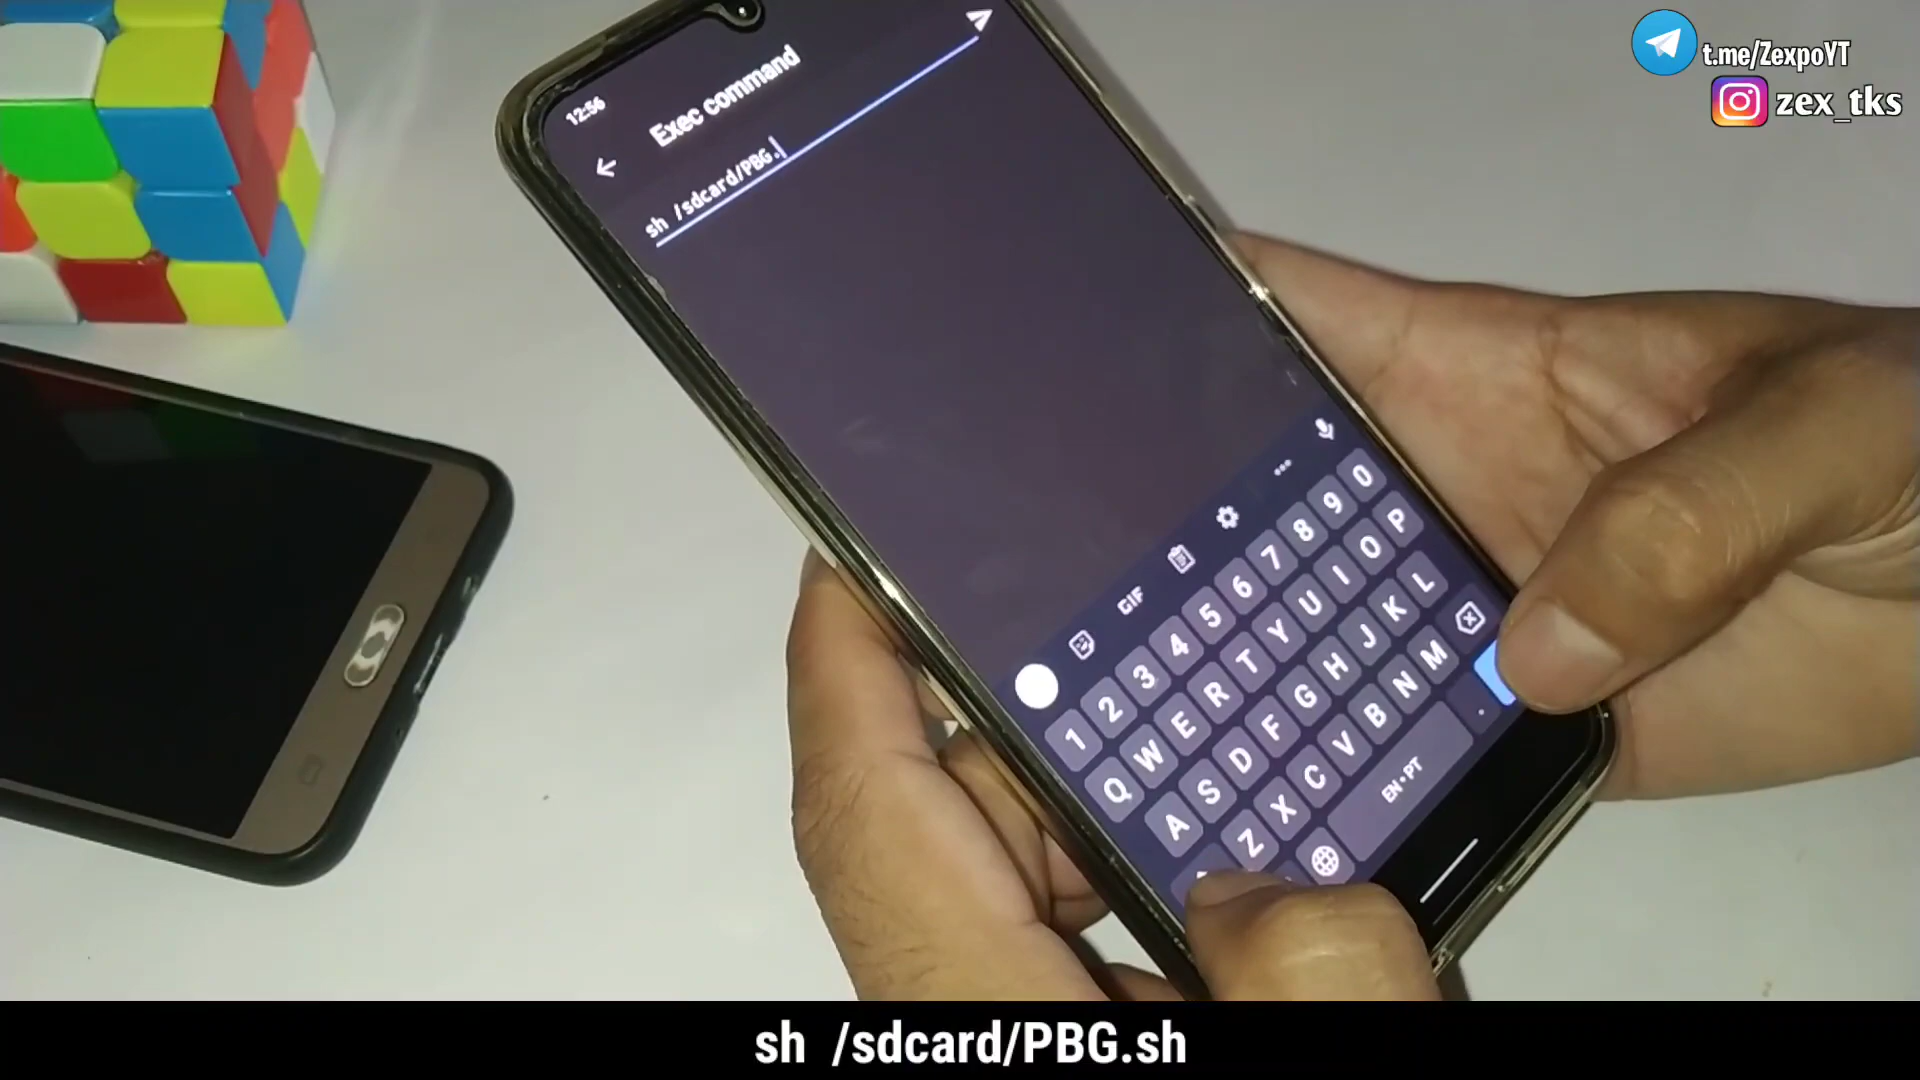 t.me/ZexpoYT
zex_tks
12:56
Exec command
sh /sdcard/PBG.
GIF
1 2 3 4 5 6 7 8 9 0
Q W E R T Y U I O P
A S D F G H J K L
Z X C V B N M
EN • PT .
sh /sdcard/PBG.sh